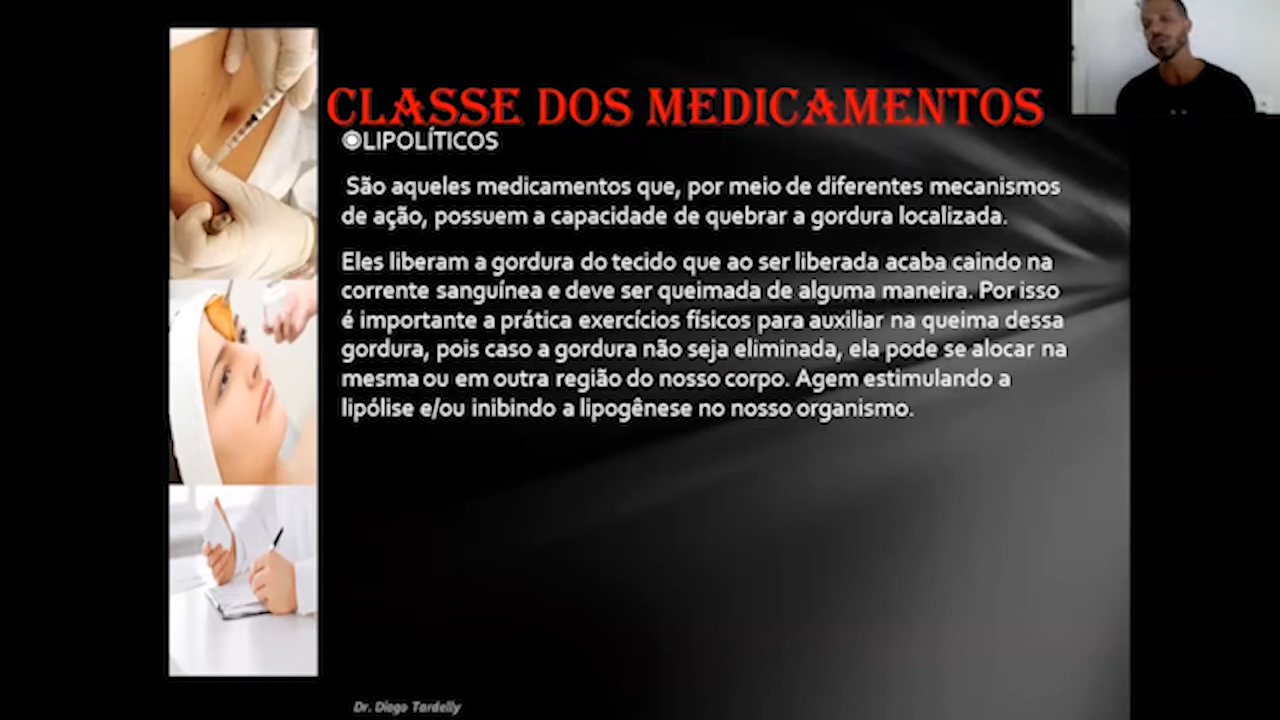 CLASSE DOS MEDICAMENTOS
LIPOLÍTICOS
São aqueles medicamentos que, por meio de diferentes mecanismos
de ação, possuem a capacidade de quebrar a gordura localizada.
Eles liberam a gordura do tecido que ao ser liberada acaba caindo na
corrente sanguínea e deve ser queimada de alguma maneira. Por isso
é importante a prática exercícios físicos para auxiliar na queima dessa
gordura, pois caso a gordura não seja eliminada, ela pode se alocar na
mesma ou em outra região do nosso corpo. Agem estimulando a
lipólise e/ou inibindo a lipogênese no nosso organismo.
Dr. Diogo Tardelly